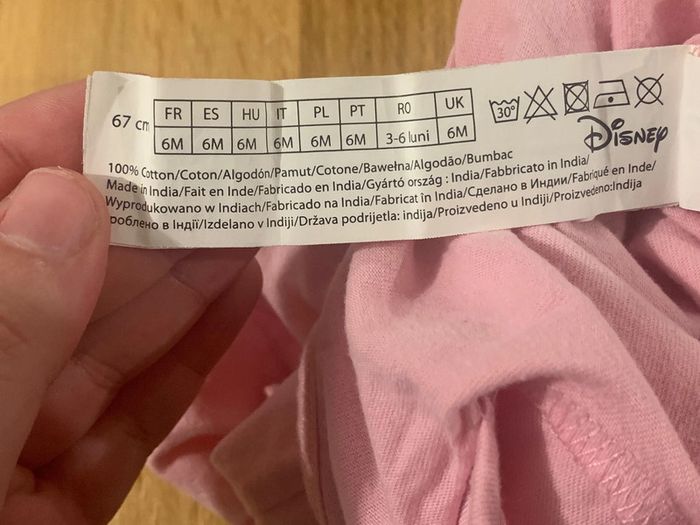 67 cm
FR ES HU IT PL PT RO UK
6M 6M 6M 6M 6M 6M 3-6 luni 6M
30°
Disney
100% Cotton/Coton/Algodón/Pamut/Cotone/Bawełna/Algodão/Bumbac
Made in India/Fait en Inde/Fabricado en India/Gyártó ország : India/Fabbricato in India/
Wyprodukowano w Indiach/Fabricado na India/Fabricat în India/Сделано в Индии/Fabriqué en Inde/
роблено в Індії/Izdelano v Indiji/Država podrijetla: indija/Proizvedeno u Indiji/Proizvedeno:Indija